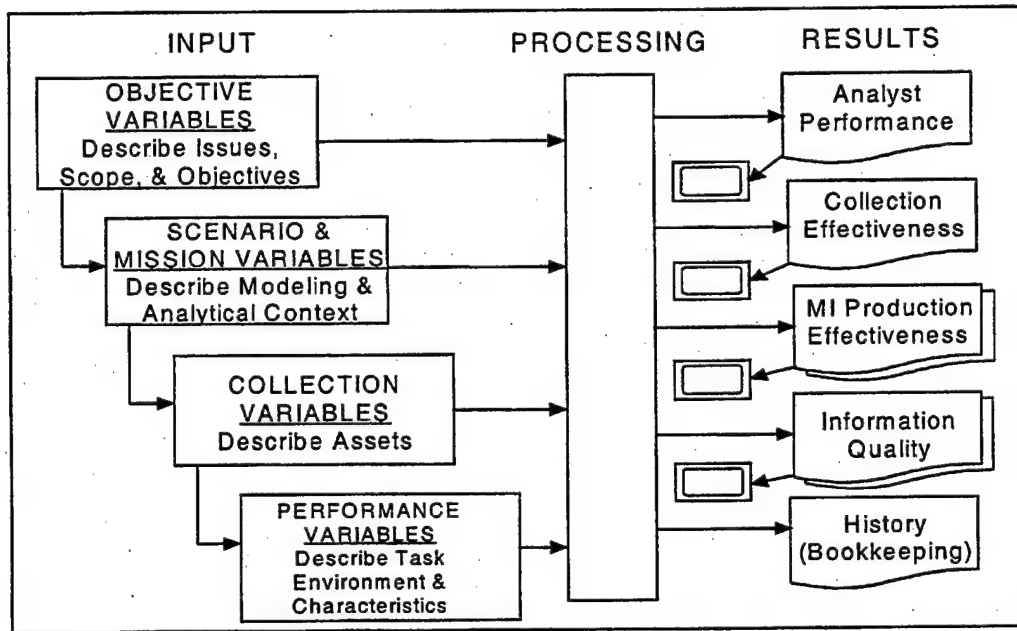 INPUT
PROCESSING
RESULTS
OBJECTIVE
VARIABLES
Describe Issues,
Scope, & Objectives
SCENARIO &
MISSION VARIABLES
Describe Modeling &
Analytical Context
COLLECTION
VARIABLES
Describe Assets
PERFORMANCE
VARIABLES
Describe Task
Environment &
Characteristics
Analyst
Performance
Collection
Effectiveness
MI Production
Effectiveness
Information
Quality
History
(Bookkeeping)